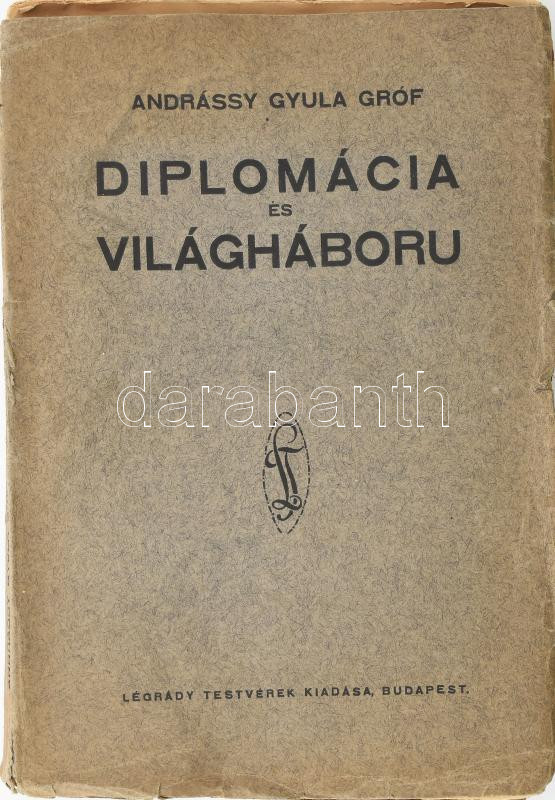 ANDRÁSSY GYULA GRÓF
DIPLOMÁCIA
ÉS
VILÁGHÁBORU
darabanth
LÉGRÁDY TESTVÉREK KIADÁSA, BUDAPEST.